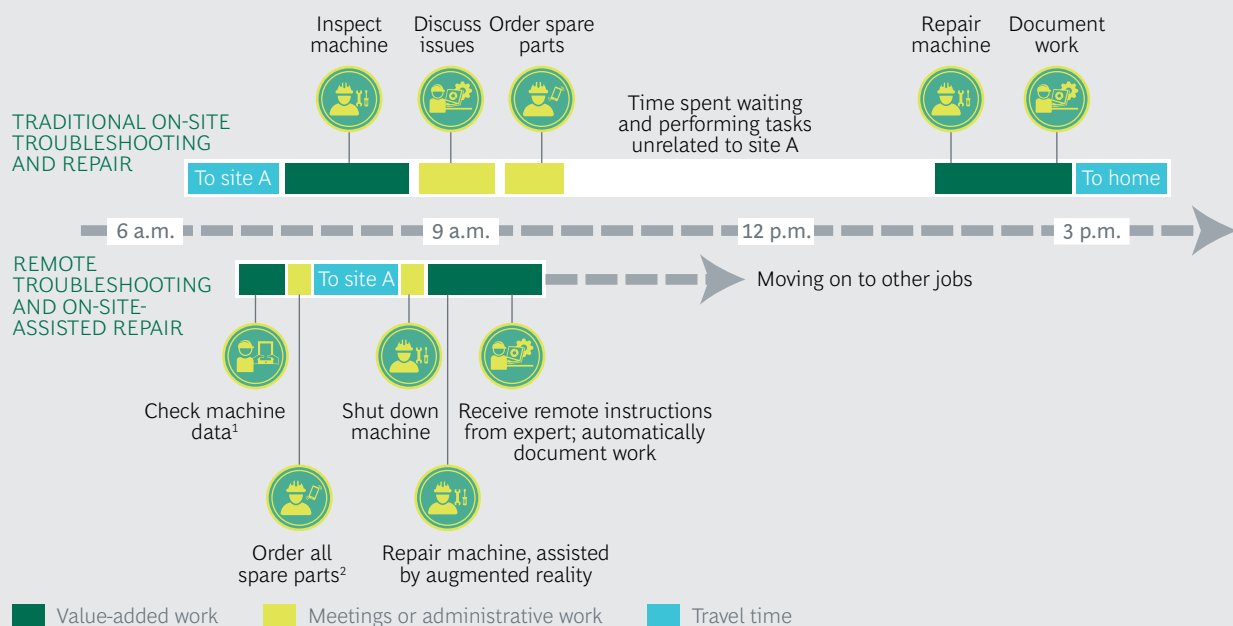 Inspect
machine
Discuss
issues
Order spare
parts
Repair
machine
Document
work
TRADITIONAL ON-SITE
TROUBLESHOOTING
AND REPAIR
Time spent waiting
and performing tasks
unrelated to site A
To site A
To home
6 a.m.
9 a.m.
12 p.m.
3 p.m.
REMOTE
TROUBLESHOOTING
AND ON-SITE-
ASSISTED REPAIR
To site A
Moving on to other jobs
Check machine
data¹
Shut down
machine
Receive remote instructions
from expert; automatically
document work
Order all
spare parts²
Repair machine, assisted
by augmented reality
Value-added work
Meetings or administrative work
Travel time